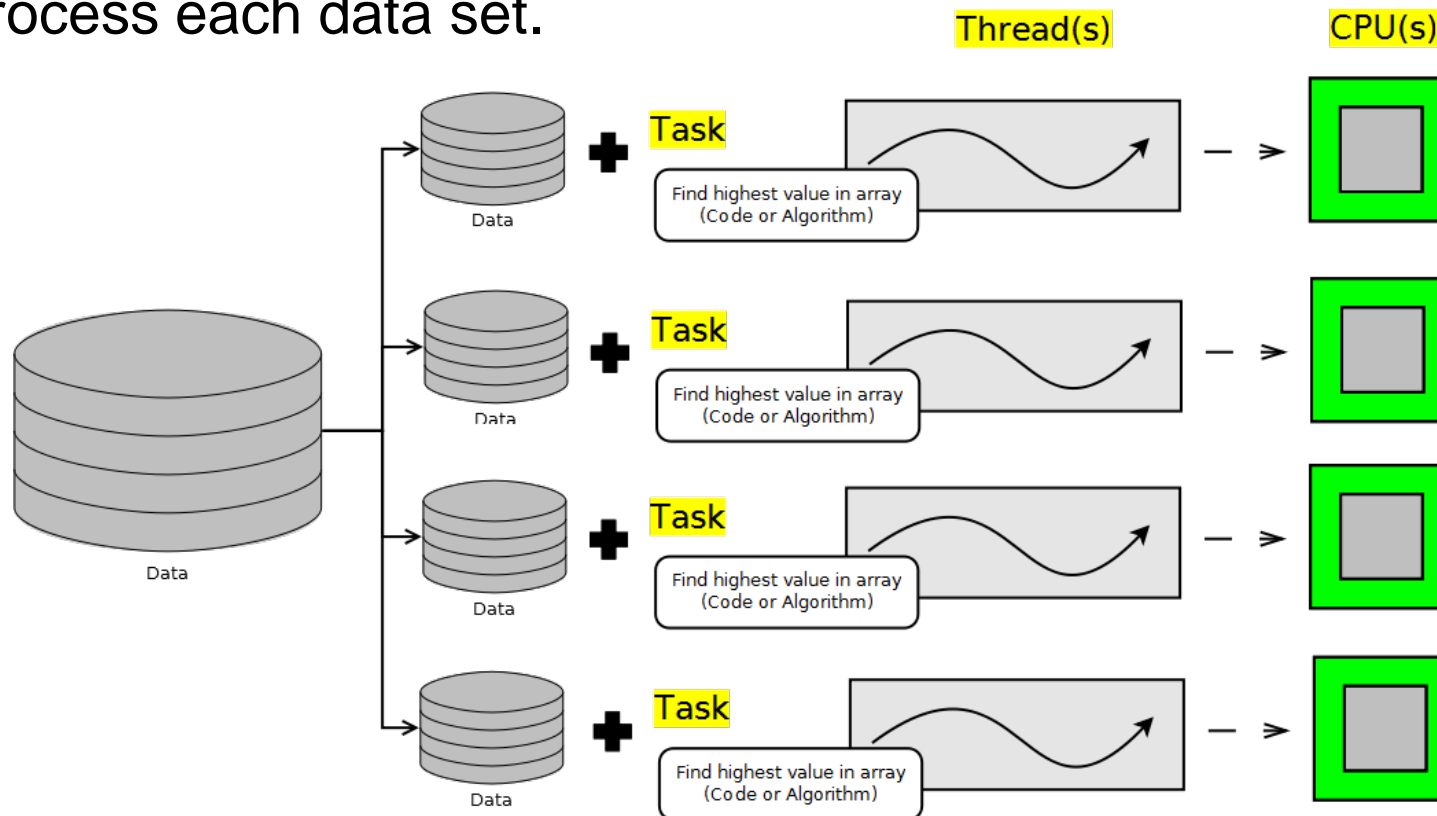 rocess each data set.
Thread(s)
CPU(s)
Task
Find highest value in array
(Code or Algorithm)
Data
Task
Find highest value in array
(Code or Algorithm)
Data
Data
Task
Find highest value in array
(Code or Algorithm)
Data
Task
Find highest value in array
(Code or Algorithm)
Data